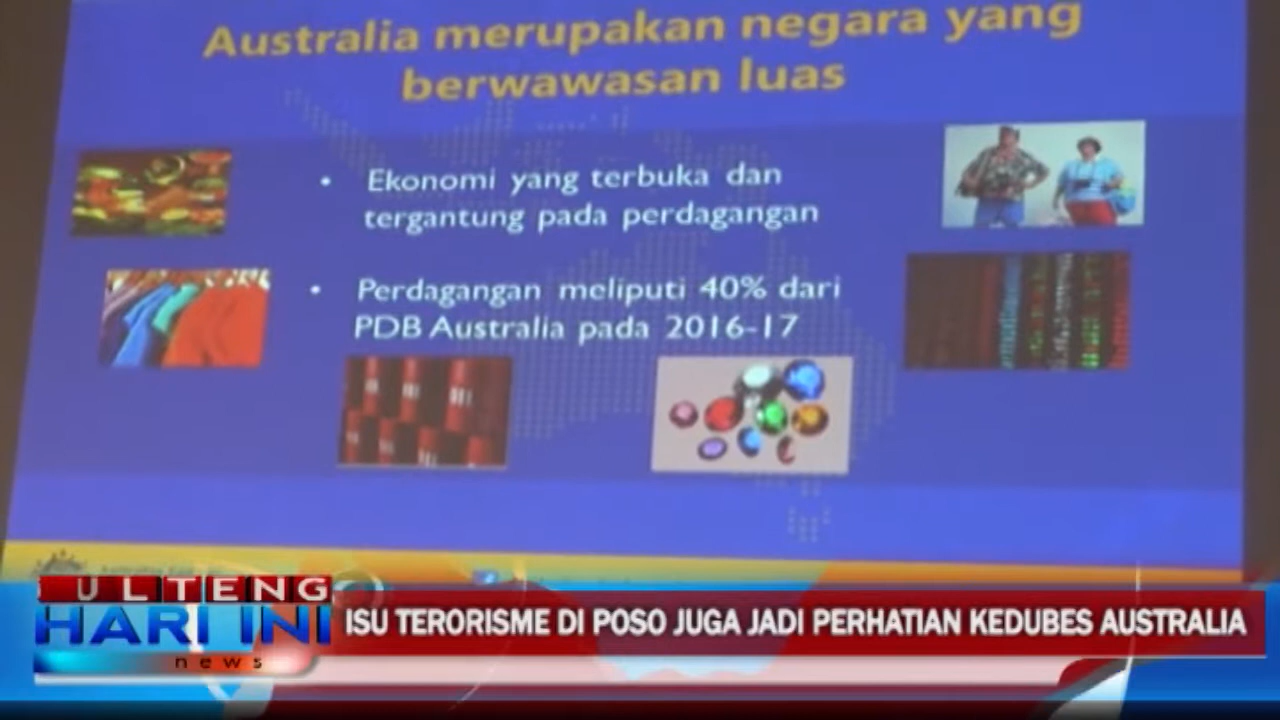 Australia merupakan negara yang
berwawasan luas
• Ekonomi yang terbuka dan
tergantung pada perdagangan
• Perdagangan meliputi 40% dari
PDB Australia pada 2016-17
ULTENG
HARI INI
news
ISU TERORISME DI POSO JUGA JADI PERHATIAN KEDUBES AUSTRALIA